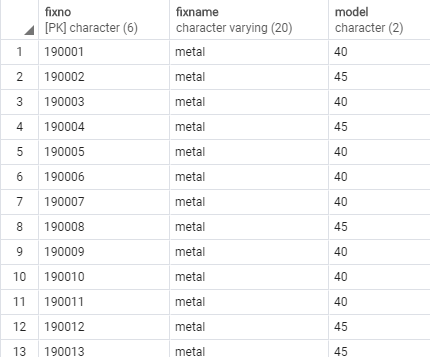 fixno fixname model
[PK] character (6) character varying (20) character (2)
1 190001 metal 40
2 190002 metal 45
3 190003 metal 40
4 190004 metal 45
5 190005 metal 40
6 190006 metal 40
7 190007 metal 40
8 190008 metal 45
9 190009 metal 40
10 190010 metal 40
11 190011 metal 40
12 190012 metal 45
13 190013 metal 45